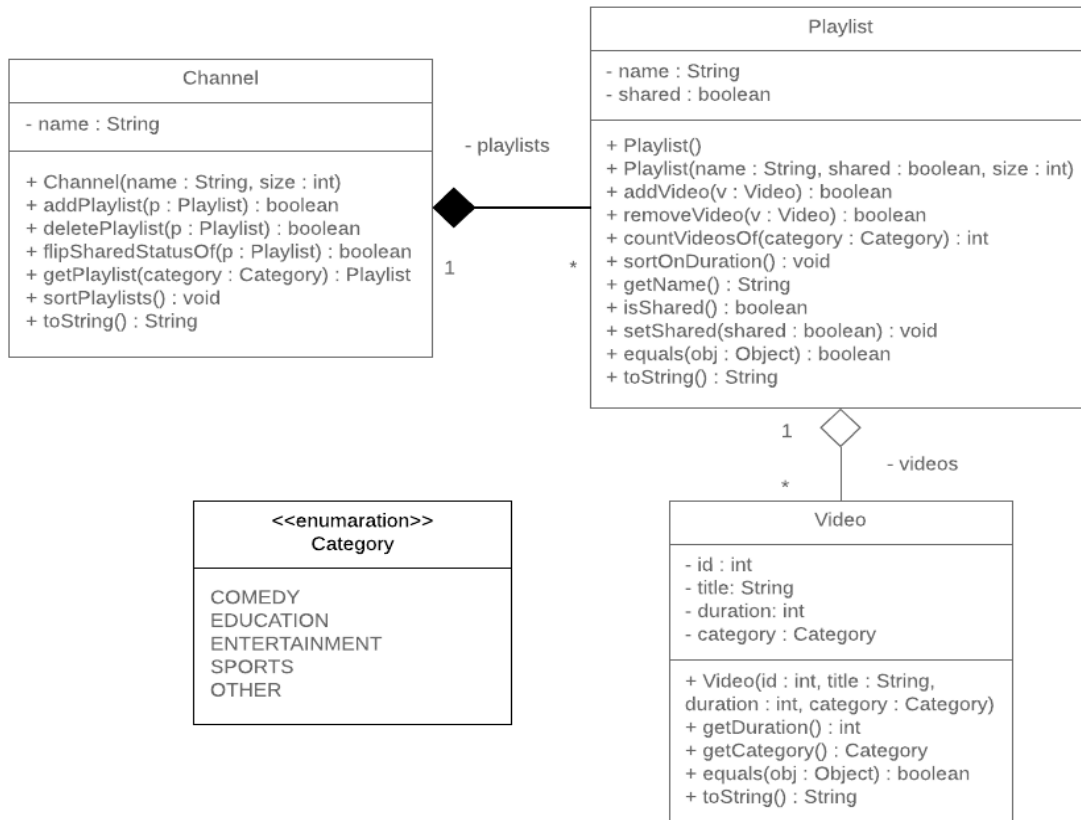 Channel
- name : String
+ Channel(name : String, size : int)
+ addPlaylist(p : Playlist) : boolean
+ deletePlaylist(p : Playlist) : boolean
+ flipSharedStatusOf(p : Playlist) : boolean
+ getPlaylist(category : Category) : Playlist
+ sortPlaylists() : void
+ toString() : String
- playlists
1
*
Playlist
- name : String
- shared : boolean
+ Playlist()
+ Playlist(name : String, shared : boolean, size : int)
+ addVideo(v : Video) : boolean
+ removeVideo(v : Video) : boolean
+ countVideosOf(category : Category) : int
+ sortOnDuration() : void
+ getName() : String
+ isShared() : boolean
+ setShared(shared : boolean) : void
+ equals(obj : Object) : boolean
+ toString() : String
1
- videos
*
<<enumaration>>
Category
COMEDY
EDUCATION
ENTERTAINMENT
SPORTS
OTHER
Video
- id : int
- title: String
- duration: int
- category : Category
+ Video(id : int, title : String,
duration : int, category : Category)
+ getDuration() : int
+ getCategory() : Category
+ equals(obj : Object) : boolean
+ toString() : String